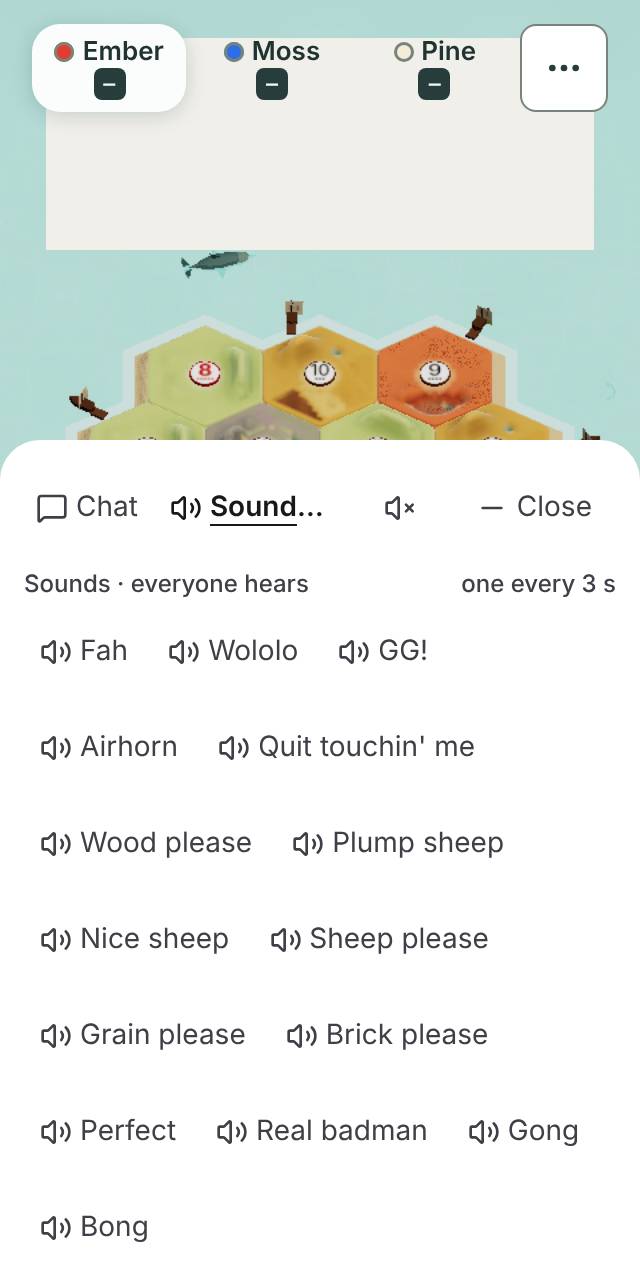 Ember Moss Pine
8 10 9
Chat Sound... Close
Sounds · everyone hears one every 3 s
Fah Wololo GG!
Airhorn Quit touchin' me
Wood please Plump sheep
Nice sheep Sheep please
Grain please Brick please
Perfect Real badman Gong
Bong